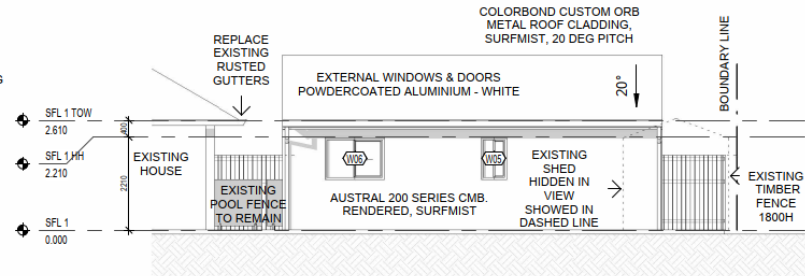 COLORBOND CUSTOM ORB
METAL ROOF CLADDING,
SURFMIST, 20 DEG PITCH
REPLACE
EXISTING
RUSTED
GUTTERS
EXTERNAL WINDOWS & DOORS
POWDERCOATED ALUMINIUM - WHITE
20°
BOUNDARY LINE
G
SFL 1 TOW
2.610
400
SFL 1 HH
2.210
2210
SFL 1
0.000
EXISTING
HOUSE
EXISTING
POOL FENCE
TO REMAIN
W06
W05
AUSTRAL 200 SERIES CMB.
RENDERED, SURFMIST
EXISTING
SHED
HIDDEN IN
VIEW
SHOWED IN
DASHED LINE
EXISTING
TIMBER
FENCE
1800H